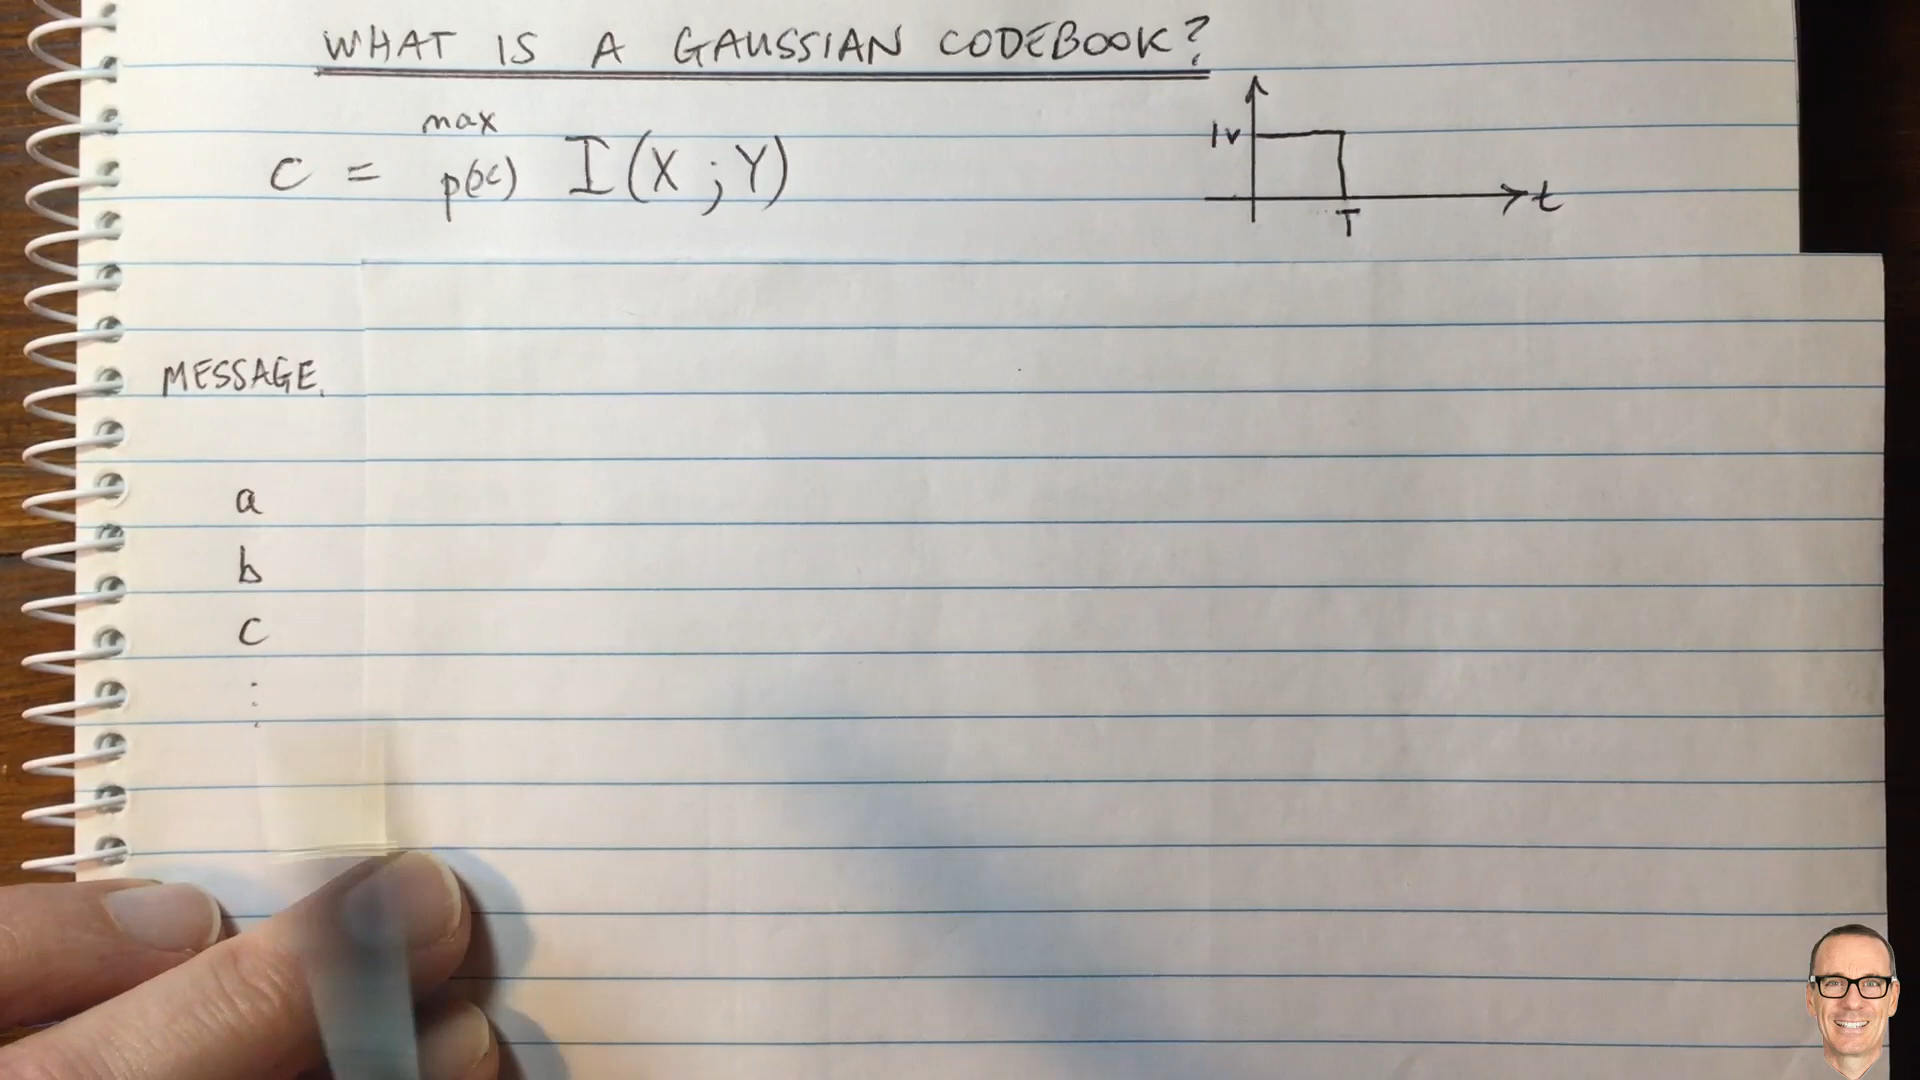 WHAT IS A GAUSSIAN CODEBOOK?
max
C = p(x) I(X;Y)
1v
t
T
MESSAGE.
a
b
c
⋮